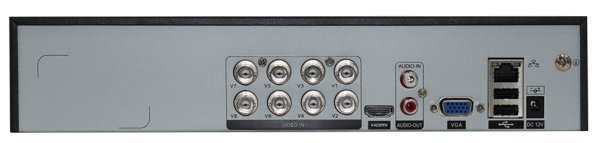 AUDIO-IN
V7 V5 V3 V1
V8 V6 V4 V2
VIDEO IN
HDMI
AUDIO-OUT
VGA
DC 12V